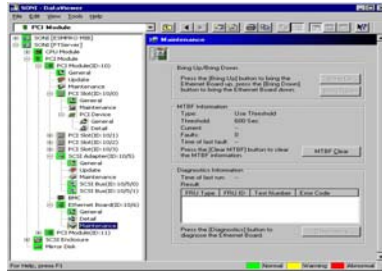 SONE - DataViewer
File Edit View Tools Help
PCI Module
SONE [ESMPRO MIB]
SONE [FTServer]
CPU Module
PCI Module
PCI Module(ID:10)
General
Update
Maintenance
PCI Slot(ID:10/0)
General
Maintenance
PCI Device
General
Detail
PCI Slot(ID:10/1)
PCI Slot(ID:10/2)
PCI Slot(ID:10/3)
SCSI Adapter(ID:10/5)
General
Update
Maintenance
SCSI Bus(ID:10/5/0)
SCSI Bus(ID:10/5/1)
BMC
Ethernet Board(ID:10/6)
General
Detail
Maintenance
PCI Module(ID:11)
SCSI Enclosure
Mirror Disk
Maintenance
Bring Up/Bring Down
Press the [Bring Up] button to bring the
Ethernet Board up, press the [Bring Down]
button to bring the Ethernet Board down.
MTBF Information
Type: Use Threshold
Threshold: 600 Sec
Current: --
Faults: 0
Time of last fault: --
Press the [MTBF Clear] button to clear
the MTBF information.
MTBF Clear
Diagnostics Information
Time of last run: --
Result
FRU Type FRU ID Test Number Error Code
Press the [Diagnostics] button to
diagnose the Ethernet Board.
For Help, press F1
Normal Warning Abnormal